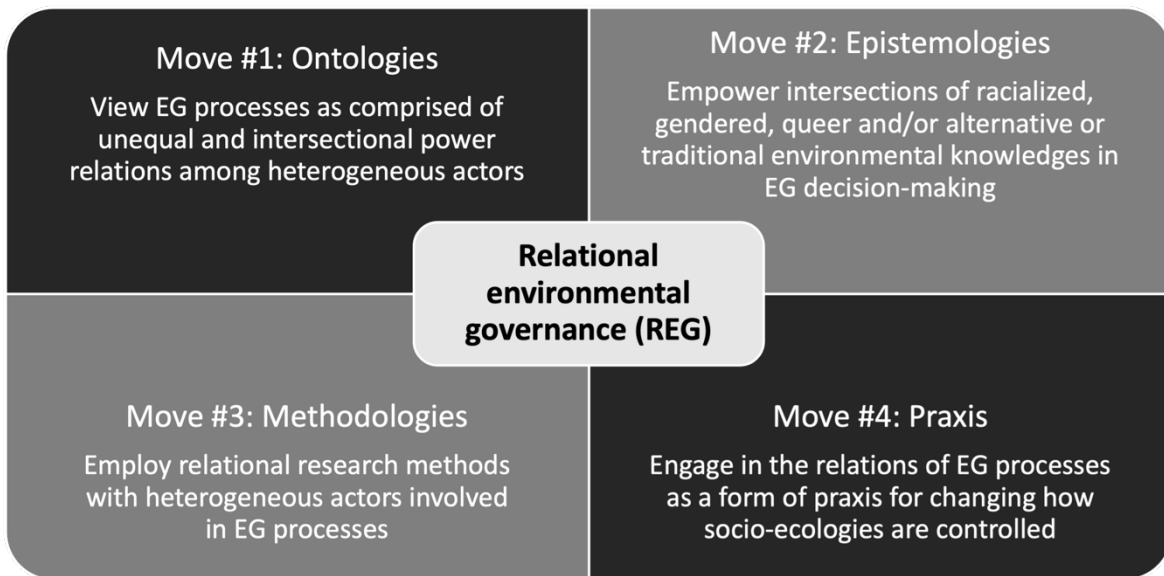 Move #1: Ontologies
View EG processes as comprised of
unequal and intersectional power
relations among heterogeneous actors
Move #2: Epistemologies
Empower intersections of racialized,
gendered, queer and/or alternative or
traditional environmental knowledges in
EG decision-making
Relational
environmental
governance (REG)
Move #3: Methodologies
Employ relational research methods
with heterogeneous actors involved
in EG processes
Move #4: Praxis
Engage in the relations of EG processes
as a form of praxis for changing how
socio-ecologies are controlled